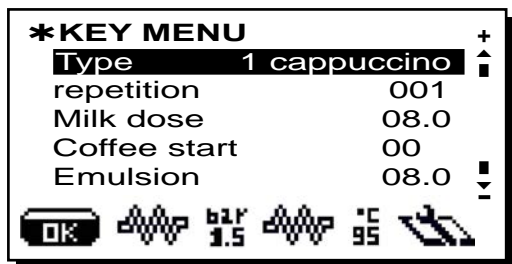 *KEY MENU +
Type 1 cappuccino
repetition 001
Milk dose 08.0
Coffee start 00
Emulsion 08.0 -
OK bar 1.5 °C 95